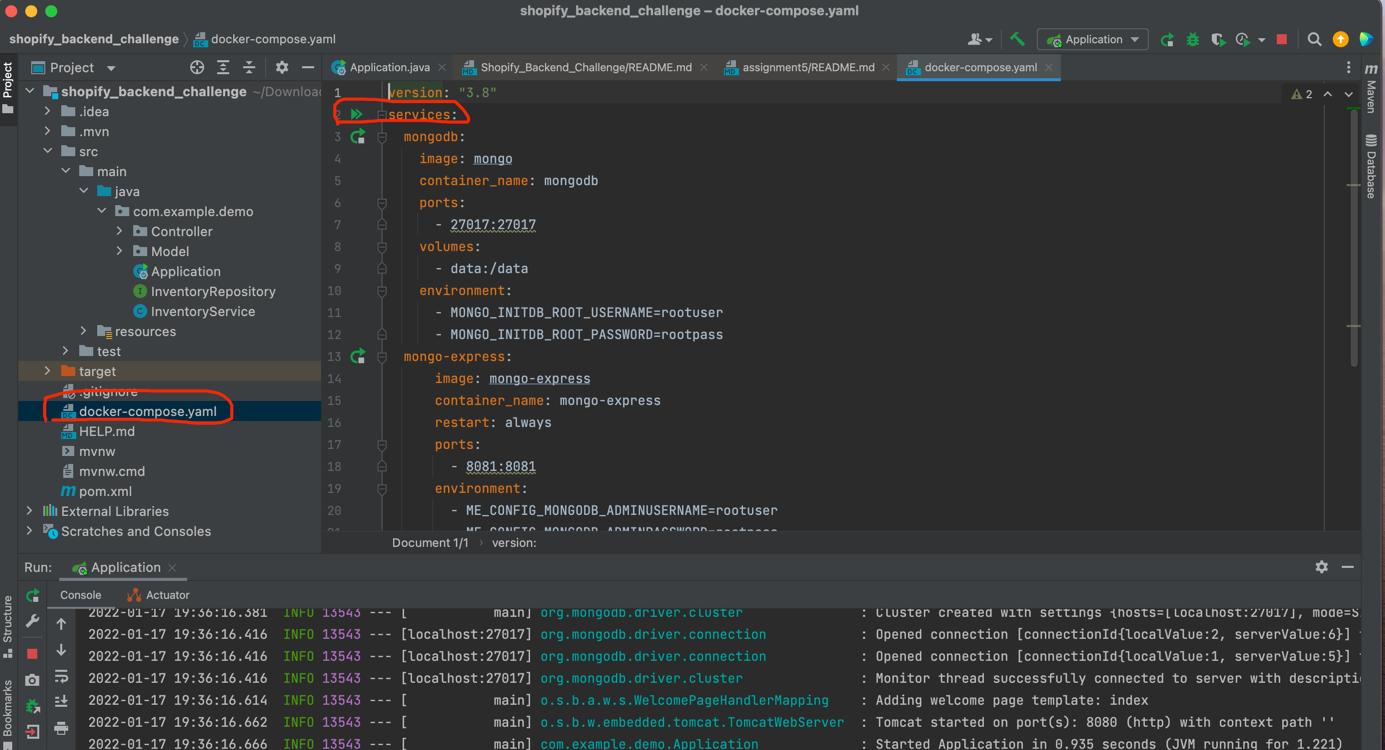 shopify_backend_challenge – docker-compose.yaml
shopify_backend_challenge
docker-compose.yaml
Application
Project
Project
Application.java
Shopify_Backend_Challenge/README.md
assignment5/README.md
docker-compose.yaml
Maven
Database
shopify_backend_challenge ~/Downloa
.idea
.mvn
src
main
java
com.example.demo
Controller
Model
Application
InventoryRepository
InventoryService
resources
test
target
.gitignore
docker-compose.yaml
HELP.md
mvnw
mvnw.cmd
pom.xml
External Libraries
Scratches and Consoles
2
1 version: "3.8"
2 services:
3 mongodb:
4 image: mongo
5 container_name: mongodb
6 ports:
7 - 27017:27017
8 volumes:
9 - data:/data
10 environment:
11 - MONGO_INITDB_ROOT_USERNAME=rootuser
12 - MONGO_INITDB_ROOT_PASSWORD=rootpass
13 mongo-express:
14 image: mongo-express
15 container_name: mongo-express
16 restart: always
17 ports:
18 - 8081:8081
19 environment:
20 - ME_CONFIG_MONGODB_ADMINUSERNAME=rootuser
21 - ME_CONFIG_MONGODB_ADMINPASSWORD=rootpass
Document 1/1 › version:
Run: Application
Console Actuator
Structure
Bookmarks
2022-01-17 19:36:16.381 INFO 13543 --- [ main] org.mongodb.driver.cluster : Cluster created with settings {hosts=[localhost:27017], mode=S
2022-01-17 19:36:16.416 INFO 13543 --- [localhost:27017] org.mongodb.driver.connection : Opened connection [connectionId{localValue:2, serverValue:6}]
2022-01-17 19:36:16.416 INFO 13543 --- [localhost:27017] org.mongodb.driver.connection : Opened connection [connectionId{localValue:1, serverValue:5}]
2022-01-17 19:36:16.416 INFO 13543 --- [localhost:27017] org.mongodb.driver.cluster : Monitor thread successfully connected to server with descripti
2022-01-17 19:36:16.614 INFO 13543 --- [ main] o.s.b.a.w.s.WelcomePageHandlerMapping : Adding welcome page template: index
2022-01-17 19:36:16.662 INFO 13543 --- [ main] o.s.b.w.embedded.tomcat.TomcatWebServer : Tomcat started on port(s): 8080 (http) with context path ''
2022-01-17 19:36:16.666 INFO 13543 --- [ main] com.example.demo.Application : Started Application in 0.935 seconds (JVM running for 1.221)